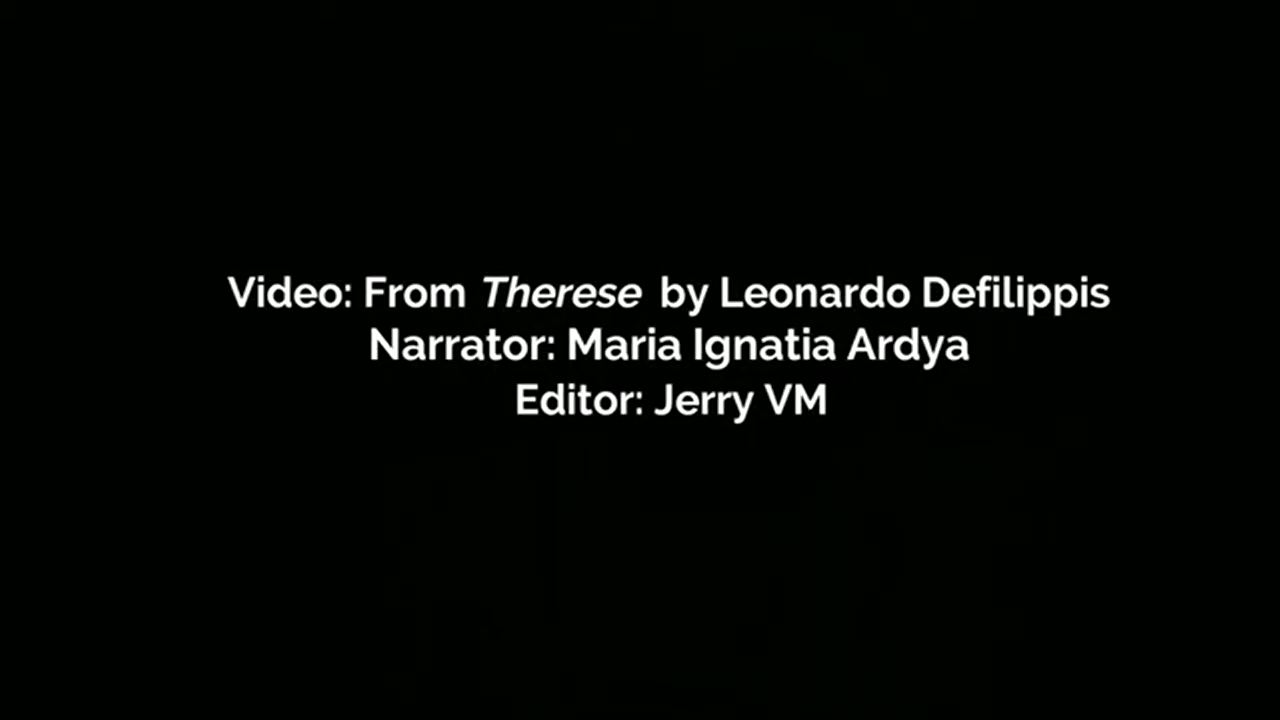 Video: From Therese by Leonardo Defilippis
Narrator: Maria Ignatia Ardya
Editor: Jerry VM